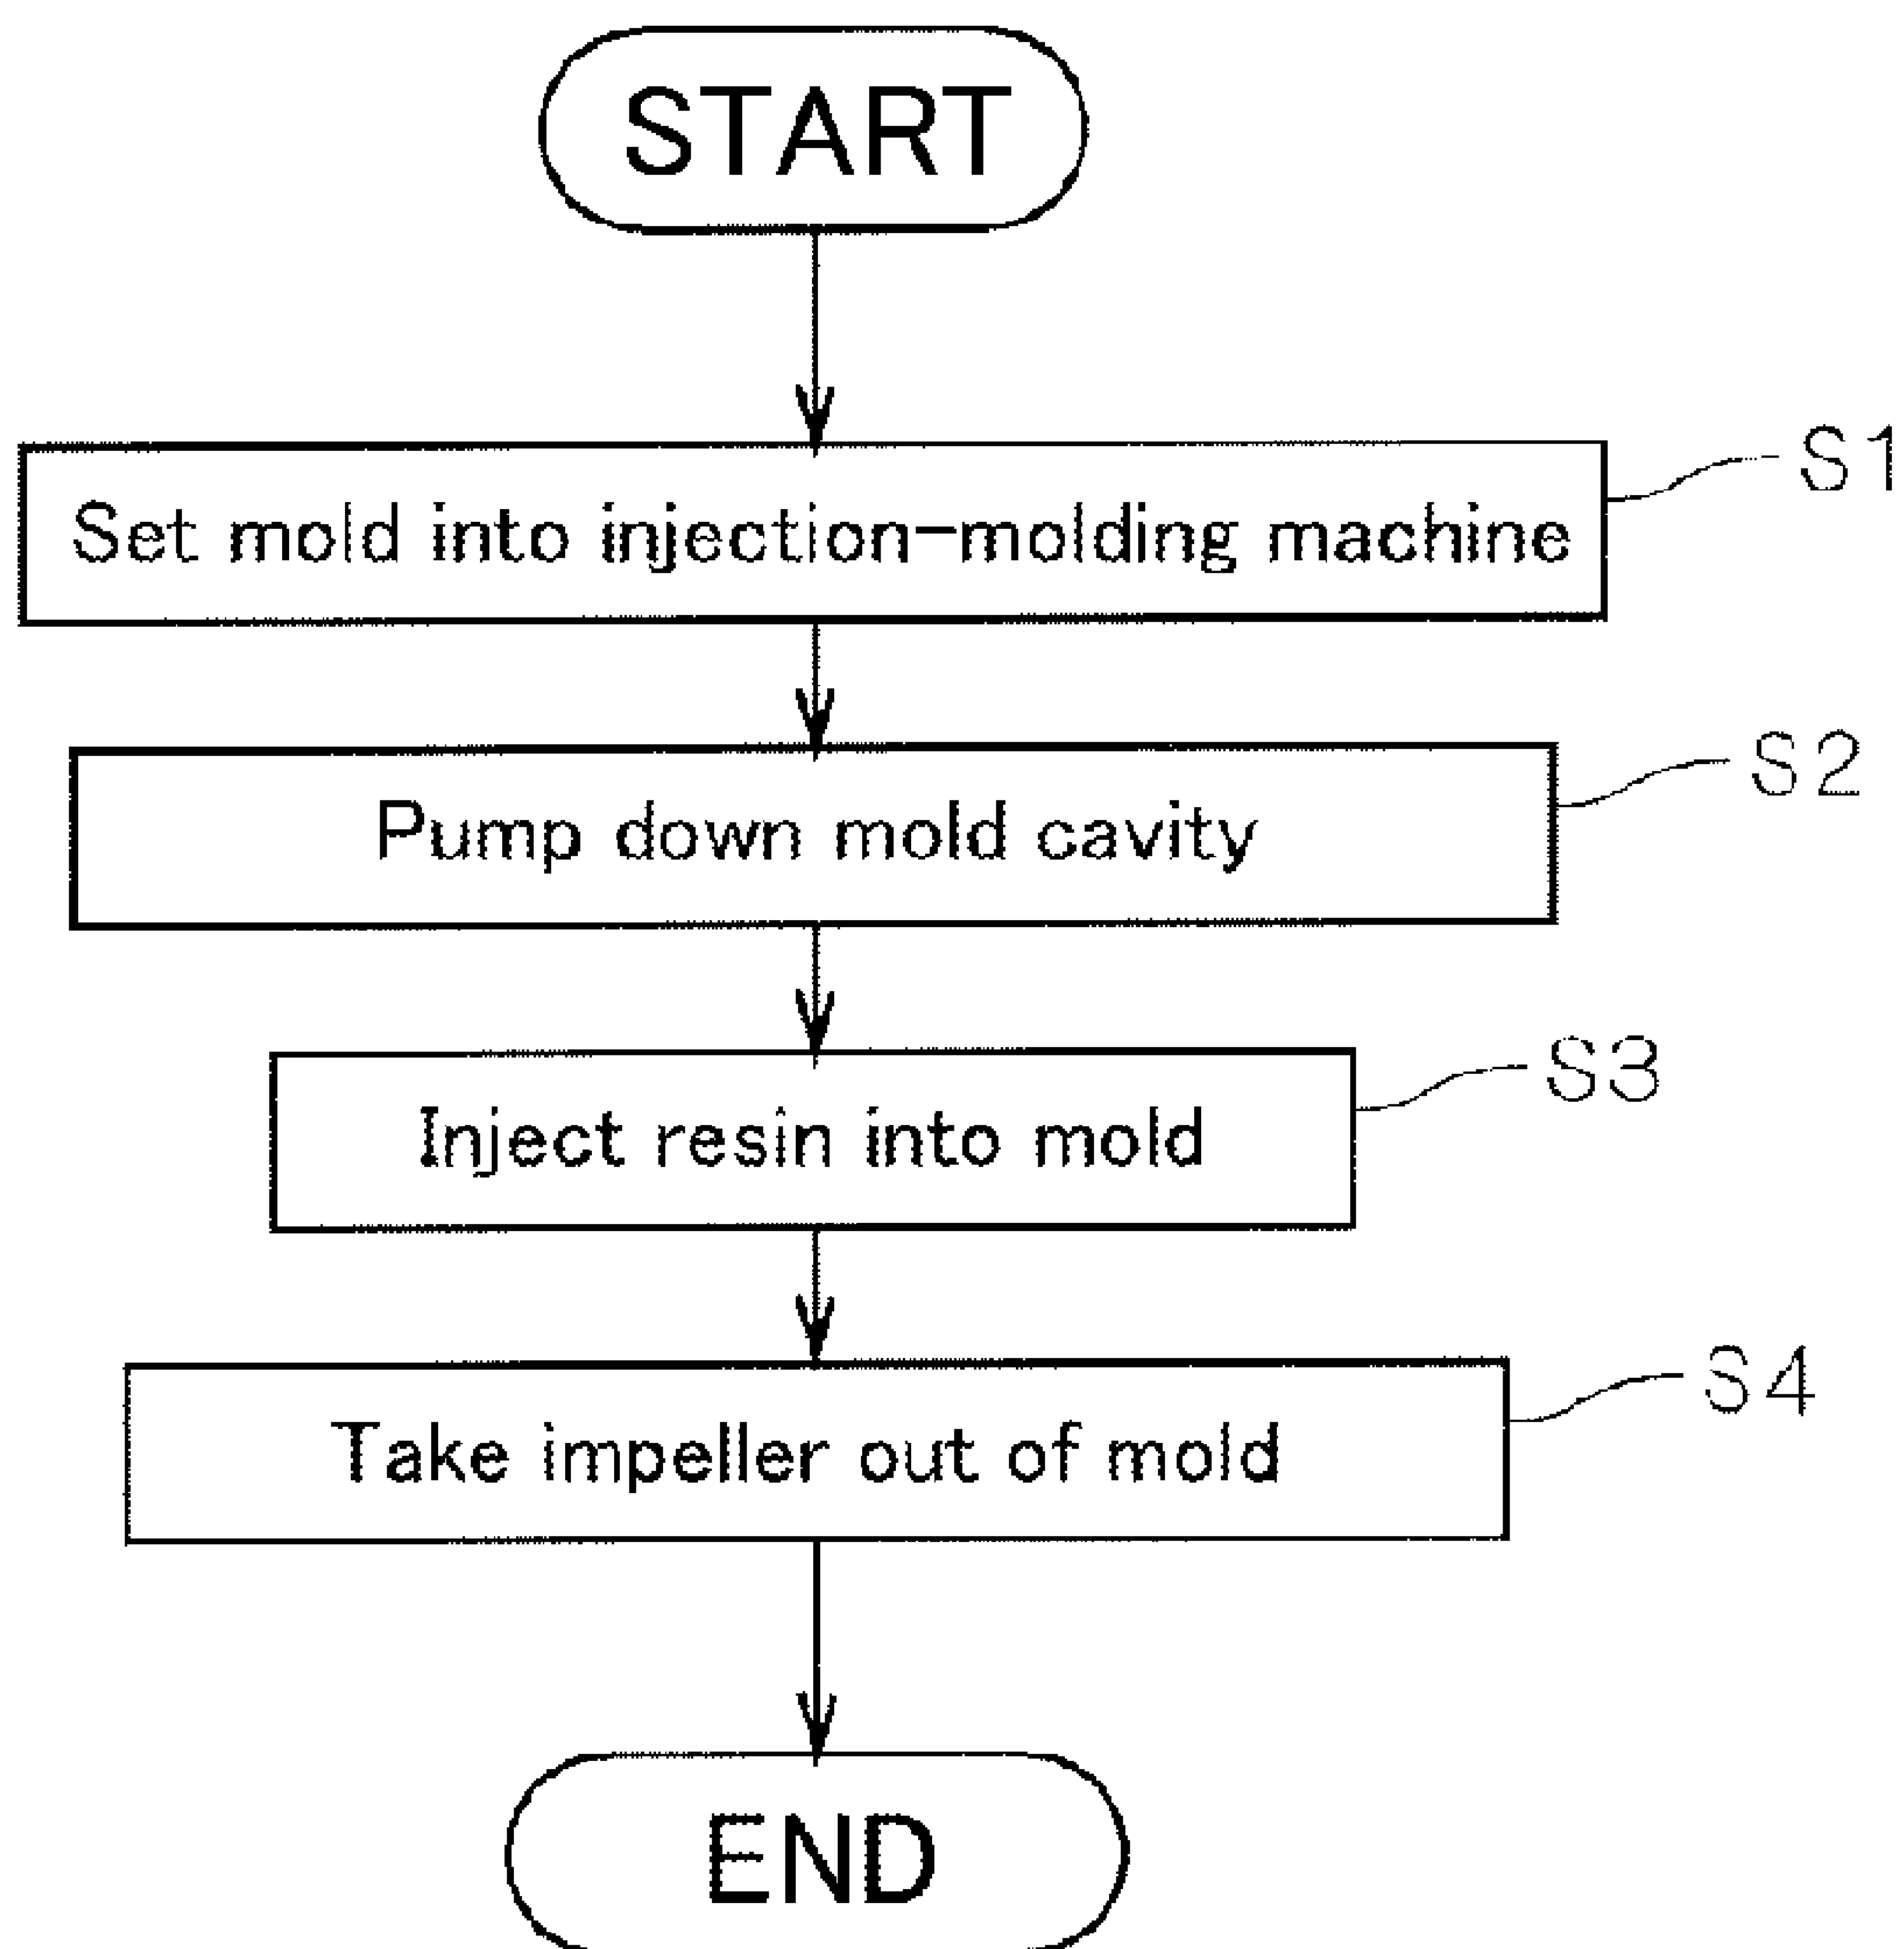 START
Set mold into injection-molding machine
S1
Pump down mold cavity
S2
Inject resin into mold
S3
Take impeller out of mold
S4
END